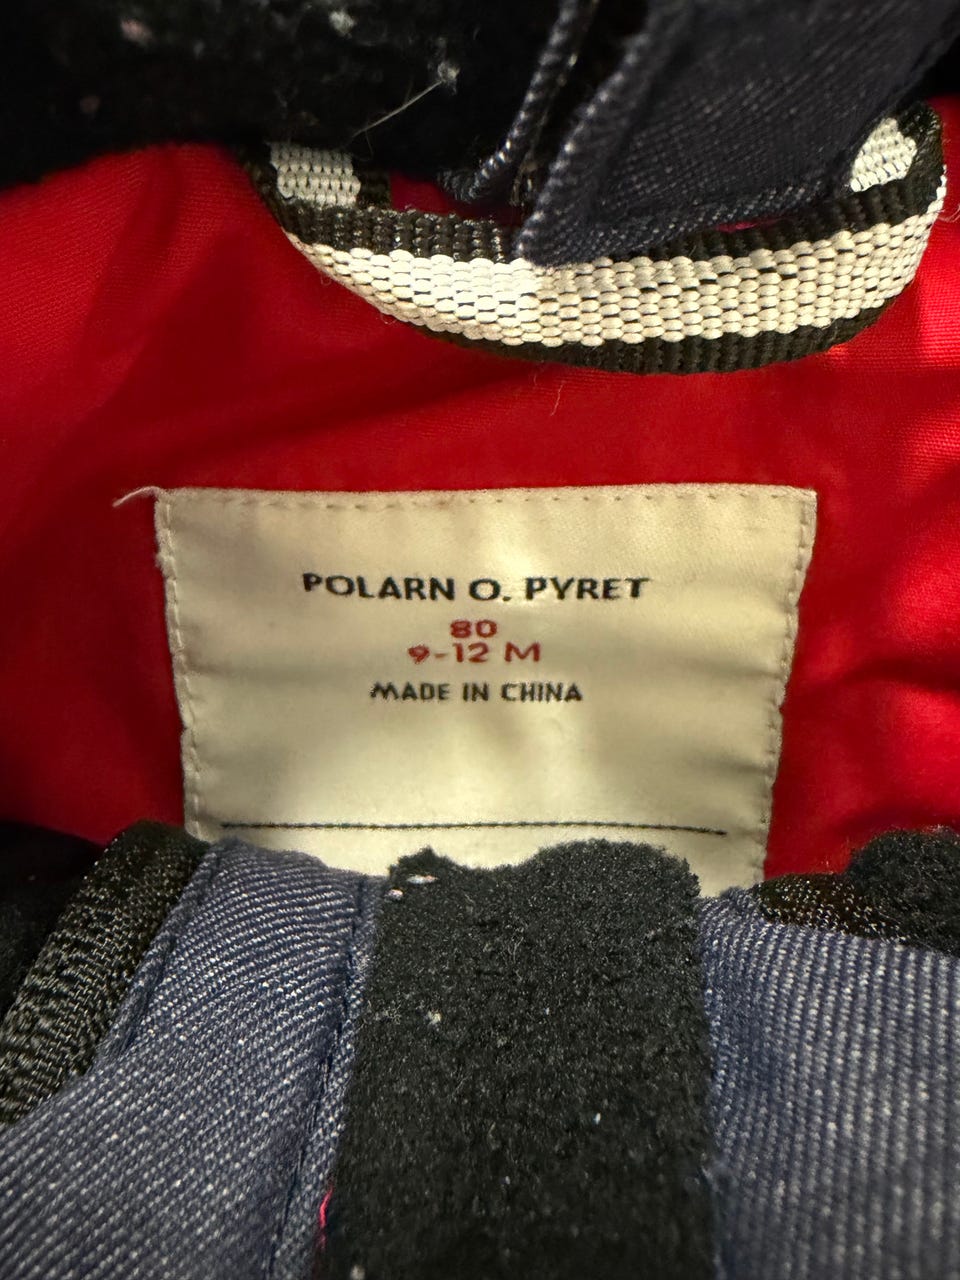 POLARN O. PYRET
80
9-12 M
MADE IN CHINA